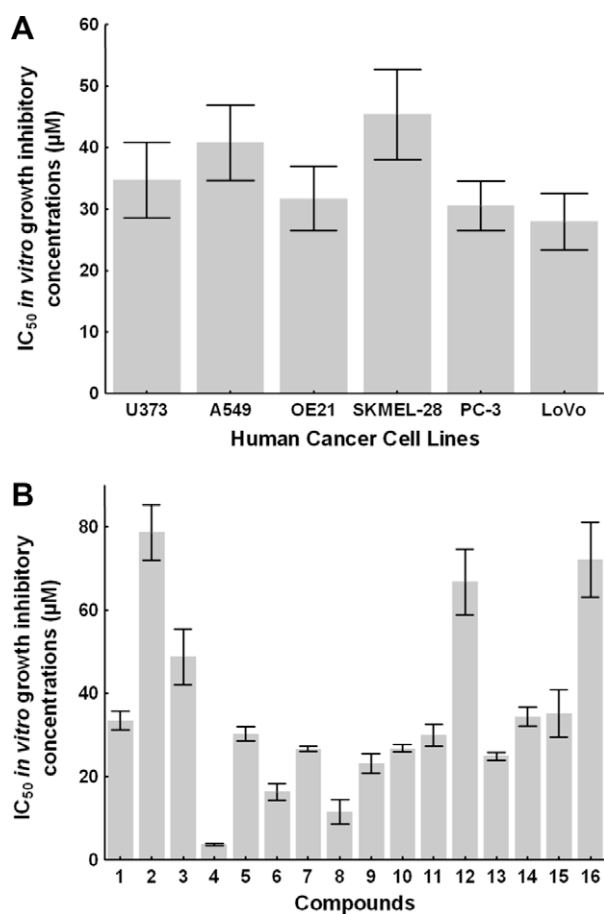 A
60
50
40
30
20
10
0
IC₅₀ in vitro growth inhibitory
concentrations (µM)
U373 A549 OE21 SKMEL-28 PC-3 LoVo
Human Cancer Cell Lines
B
80
60
40
20
0
IC₅₀ in vitro growth inhibitory
concentrations (µM)
1 2 3 4 5 6 7 8 9 10 11 12 13 14 15 16
Compounds